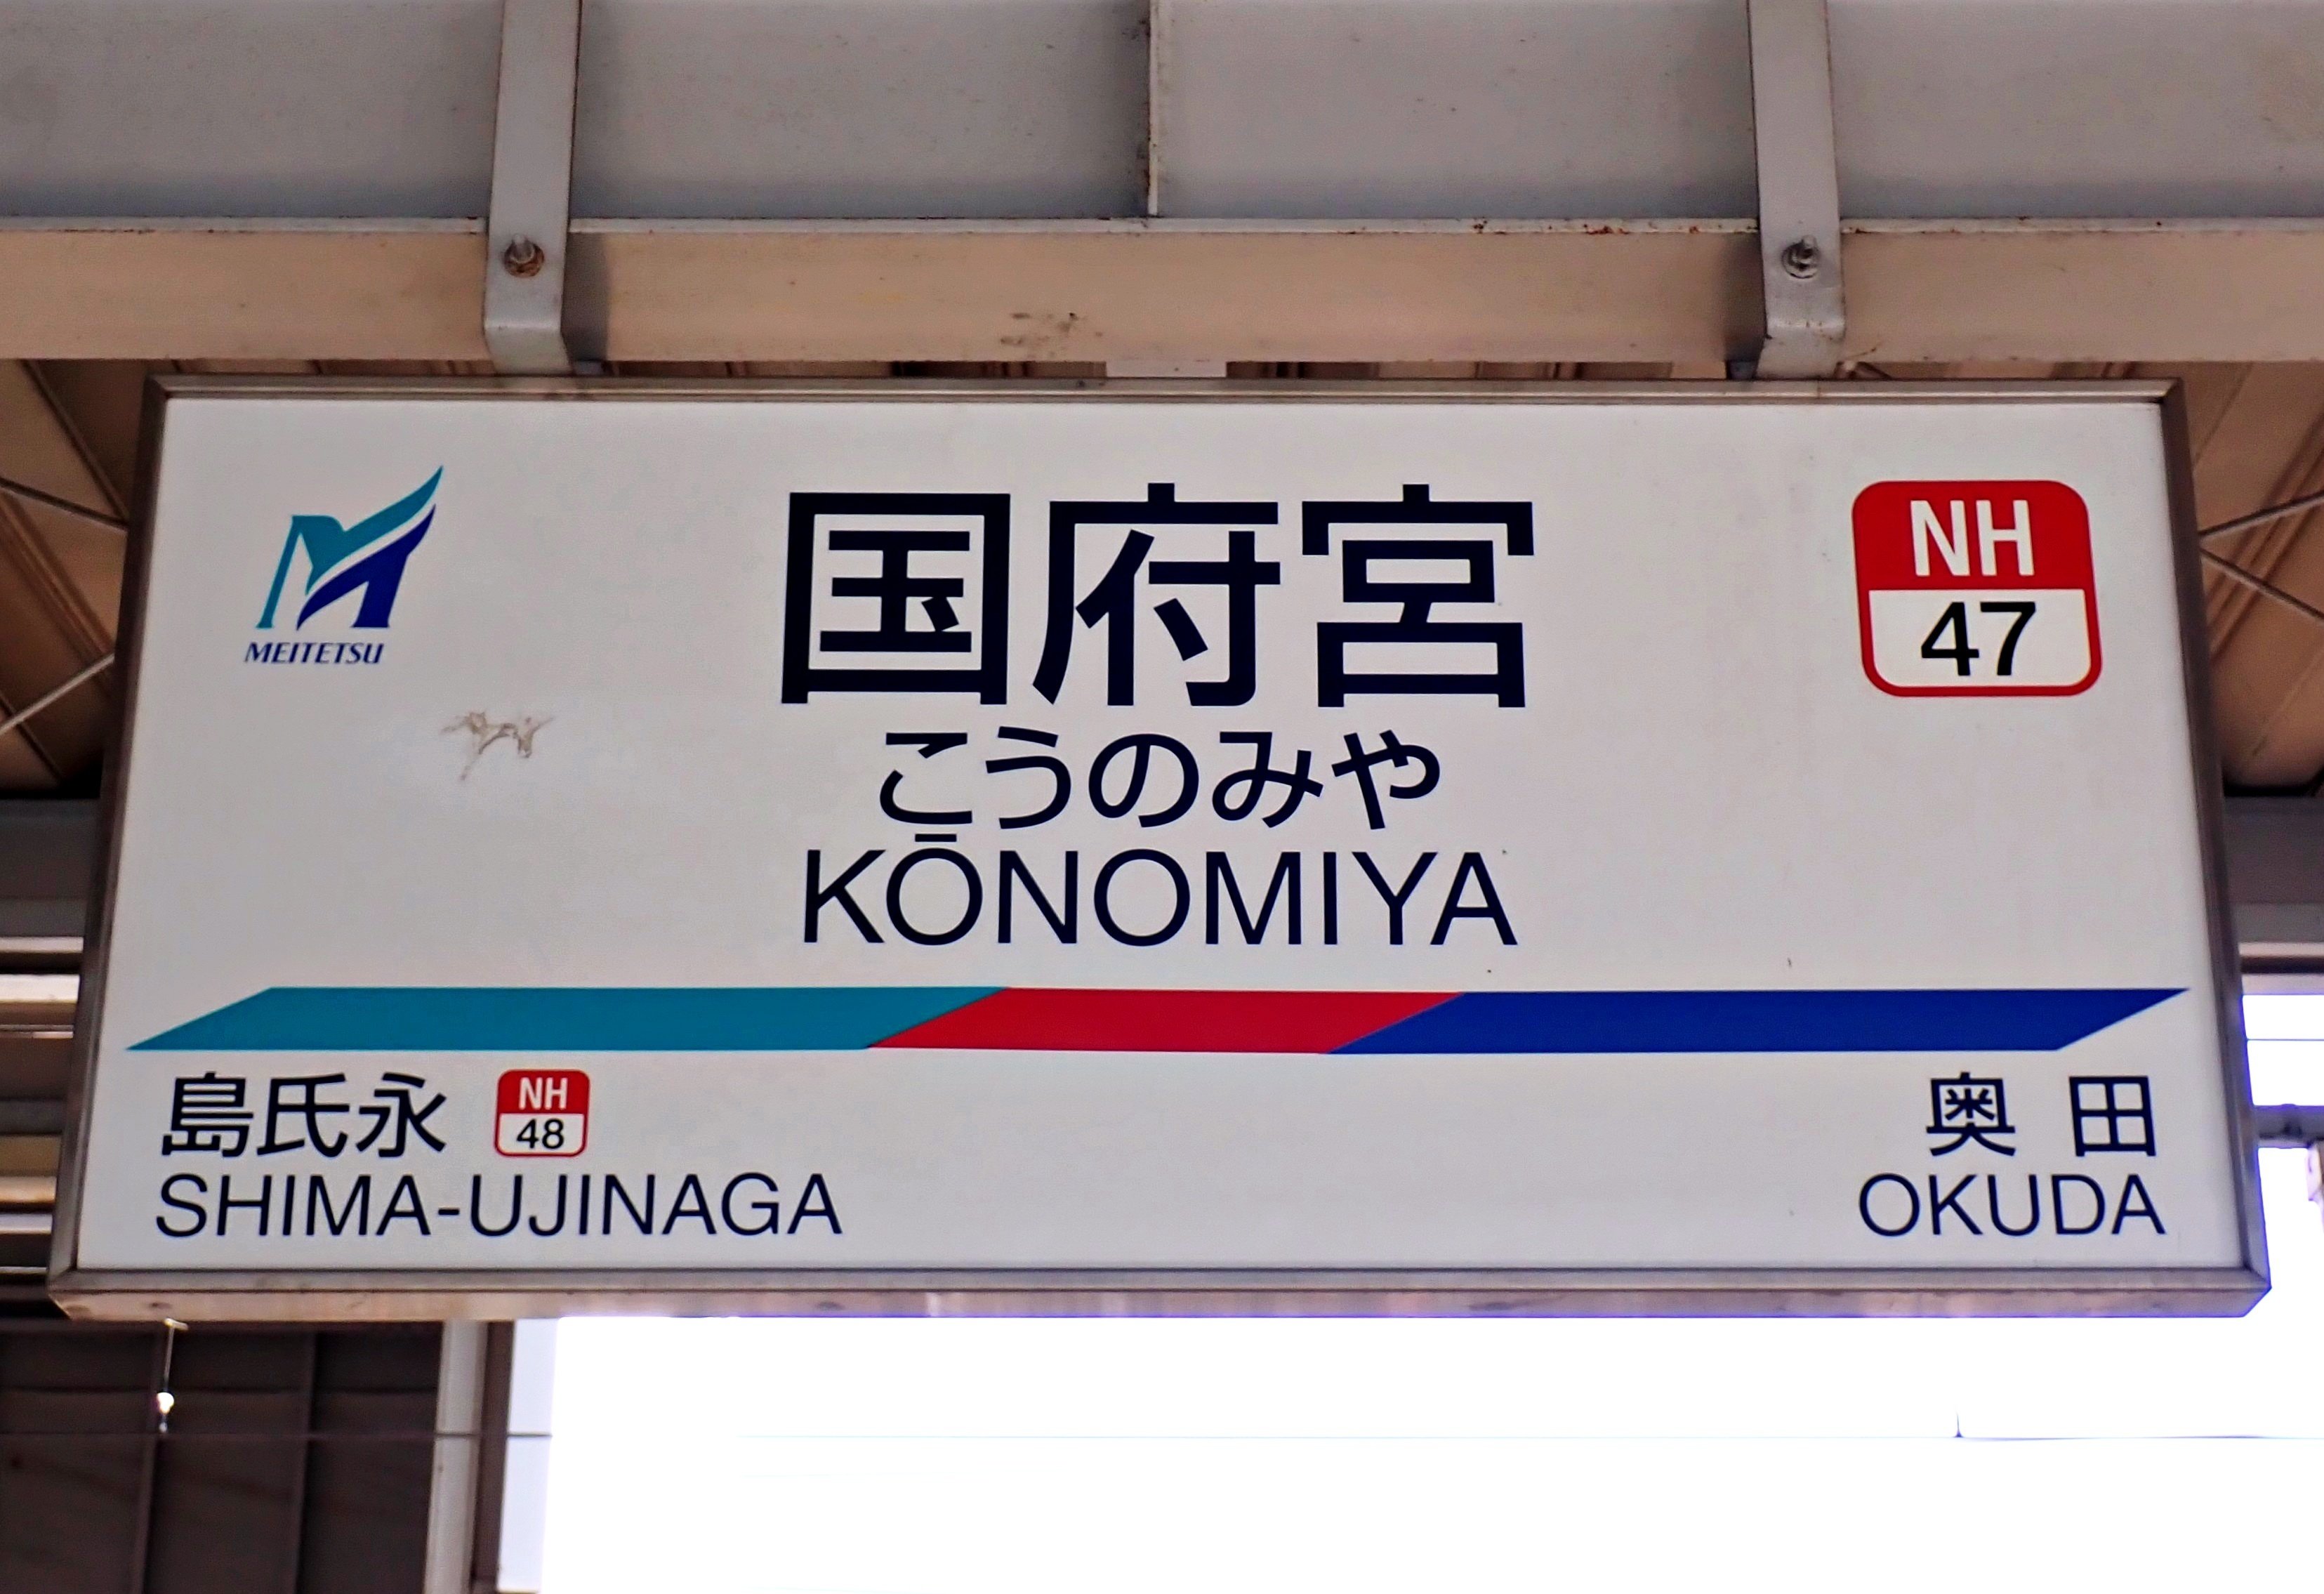 MEITETSU
国府宮
こうのみや
KŌNOMIYA
NH
47
島氏永
NH
48
SHIMA-UJINAGA
奥田
OKUDA